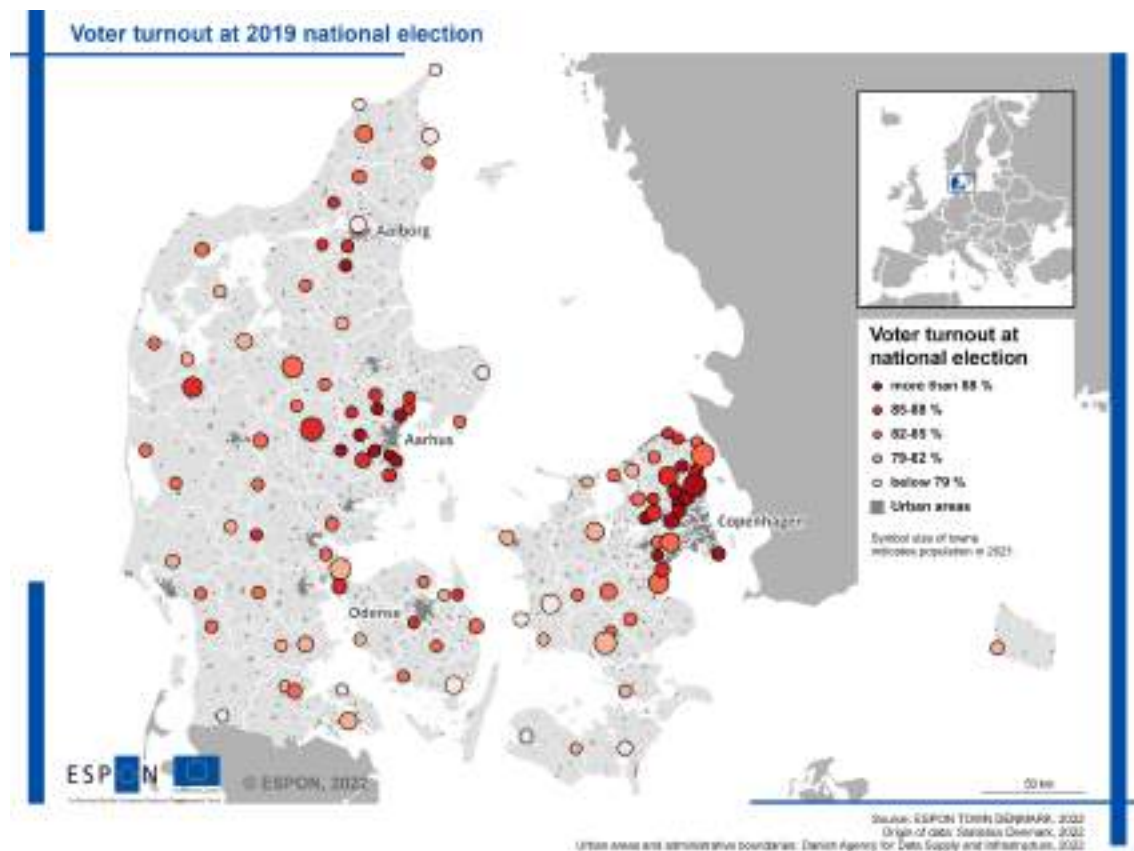 Voter turnout at 2019 national election
Aalborg
Aarhus
Copenhagen
Odense
Voter turnout at
national election
more than 88 %
85-88 %
82-85 %
79-82 %
below 79 %
Urban areas
Symbol size of towns
indicates population in 2021
ESPON
© ESPON, 2022
50 km
Source: ESPON TOWN DENMARK, 2022
Origin of data: Statistics Denmark, 2022
Urban areas and administrative boundaries: Danish Agency for Data Supply and Infrastructure, 2022